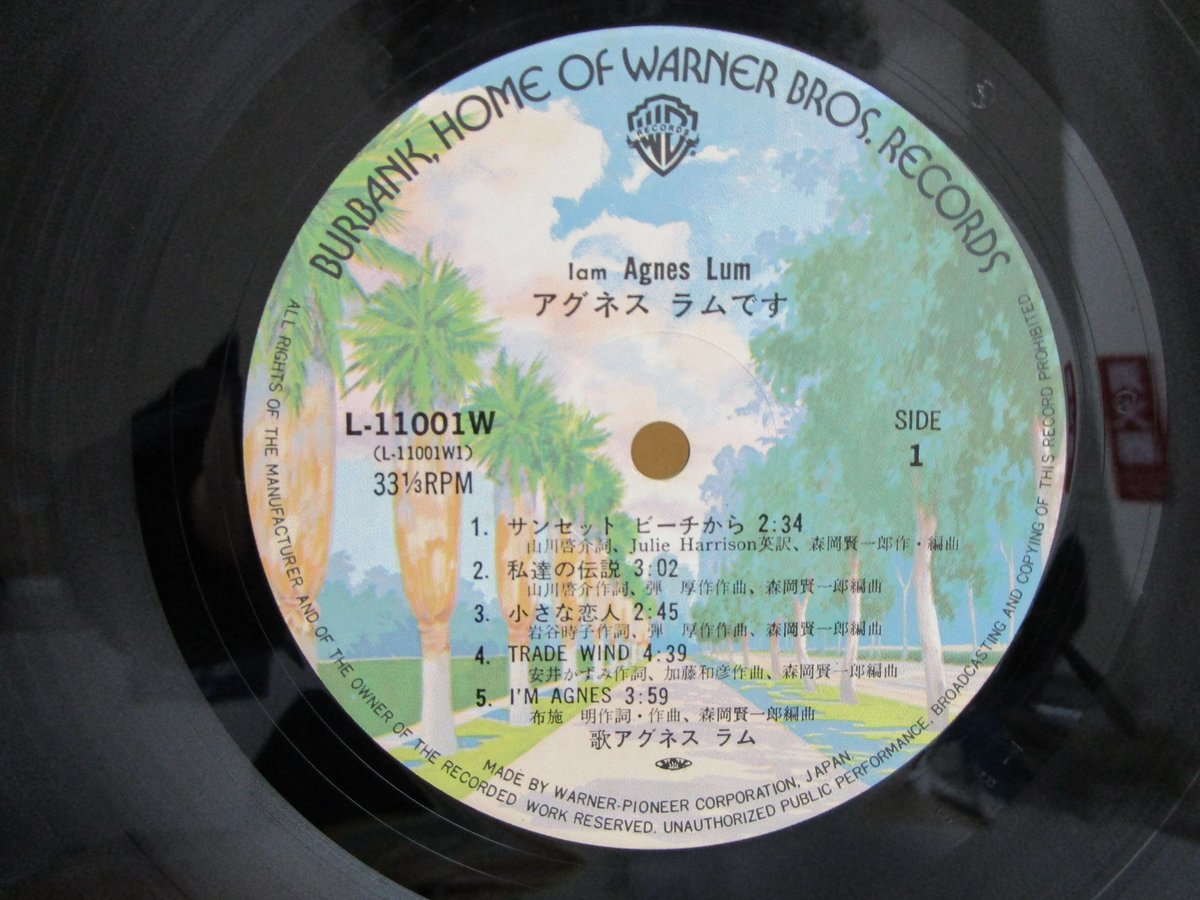 BURBANK, HOME OF WARNER BROS. RECORDS
RECORDS
Iam Agnes Lum
アグネス ラムです
L-11001W
(L-11001W1)
33⅓RPM
SIDE
1
1. サンセット ビーチから 2:34
山川啓介詞、Julie Harrison英訳、森岡賢一郎作・編曲
2. 私達の伝説 3:02
山川啓介作詞、弾 厚作作曲、森岡賢一郎編曲
3. 小さな恋人 2:45
岩谷時子作詞、弾 厚作作曲、森岡賢一郎編曲
4. TRADE WIND 4:39
安井かずみ作詞、加藤和彦作曲、森岡賢一郎編曲
5. I'M AGNES 3:59
布施 明作詞・作曲、森岡賢一郎編曲
歌アグネス ラム
MADE BY WARNER-PIONEER CORPORATION, JAPAN.
ALL RIGHTS OF THE MANUFACTURER AND OF THE OWNER OF THE RECORDED WORK RESERVED. UNAUTHORIZED PUBLIC PERFORMANCE, BROADCASTING AND COPYING OF THIS RECORD PROHIBITED